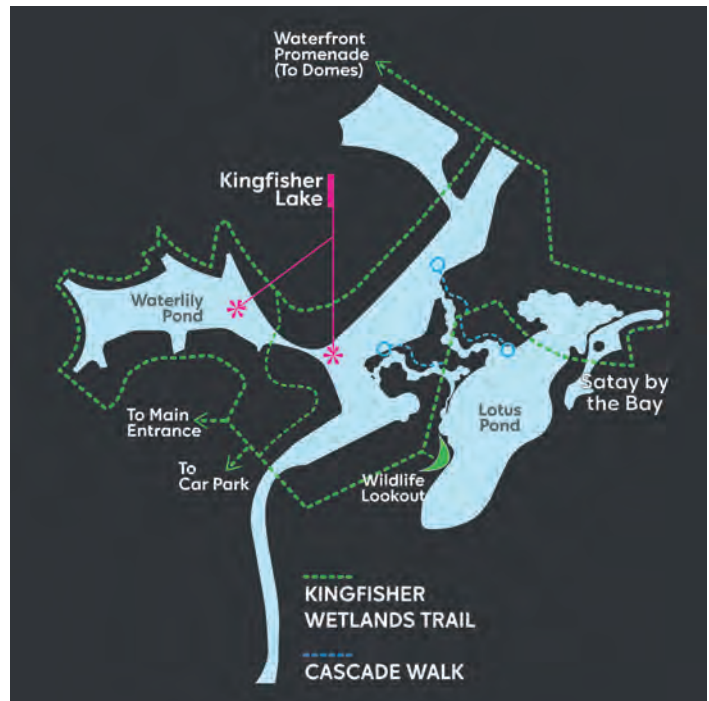 Waterfront
Promenade
(To Domes)
Kingfisher
Lake
Waterlily
Pond
Satay by
the Bay
Lotus
Pond
To Main
Entrance
To
Car Park
Wildlife
Lookout
KINGFISHER
WETLANDS TRAIL
CASCADE WALK